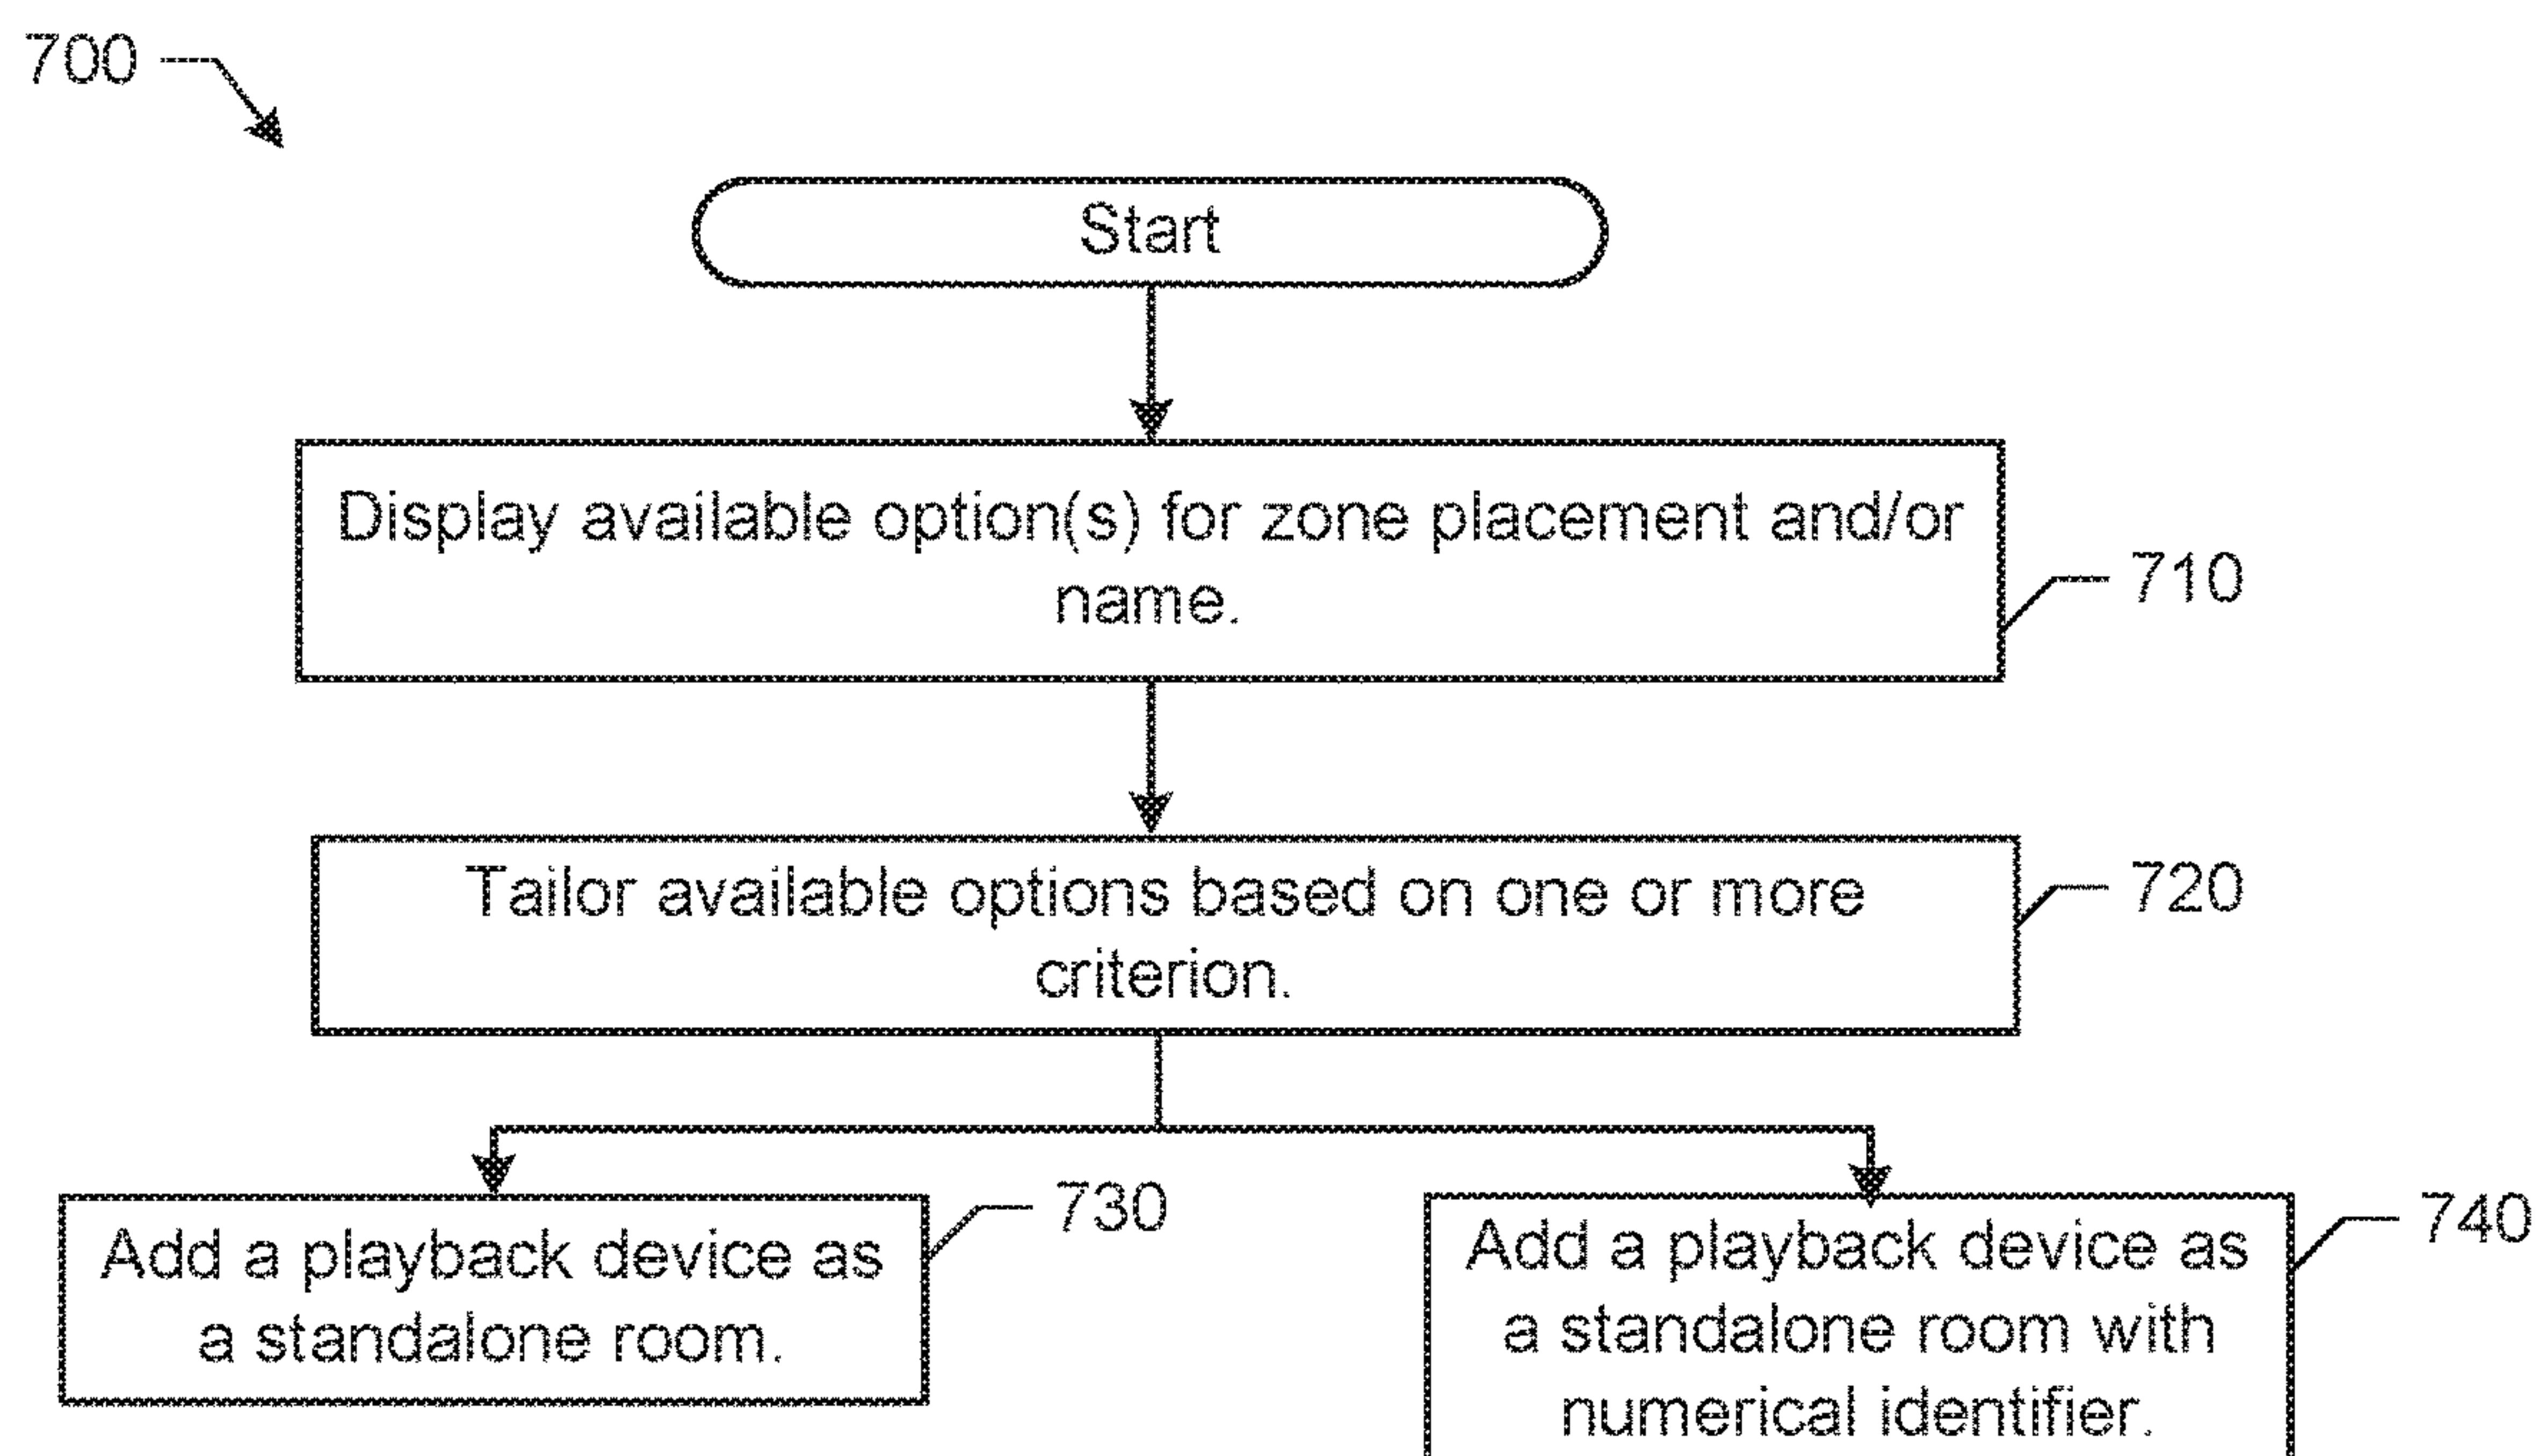 700
Start
Display available option(s) for zone placement and/or
name.
710
Tailor available options based on one or more
criterion.
720
Add a playback device as
a standalone room.
730
Add a playback device as
a standalone room with
numerical identifier.
740